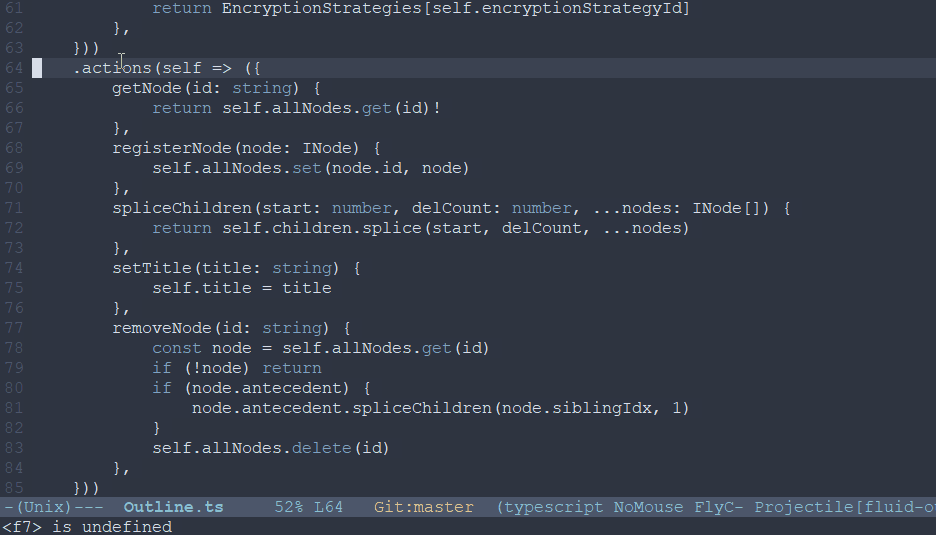 61             return EncryptionStrategies[self.encryptionStrategyId]
62         },
63     }))
64     .actions(self => ({
65         getNode(id: string) {
66             return self.allNodes.get(id)!
67         },
68         registerNode(node: INode) {
69             self.allNodes.set(node.id, node)
70         },
71         spliceChildren(start: number, delCount: number, ...nodes: INode[]) {
72             return self.children.splice(start, delCount, ...nodes)
73         },
74         setTitle(title: string) {
75             self.title = title
76         },
77         removeNode(id: string) {
78             const node = self.allNodes.get(id)
79             if (!node) return
80             if (node.antecedent) {
81                 node.antecedent.spliceChildren(node.siblingIdx, 1)
82             }
83             self.allNodes.delete(id)
84         },
85     }))
-(Unix)---  Outline.ts     52% L64   Git:master  (typescript NoMouse FlyC- Projectile[fluid-o
<f7> is undefined